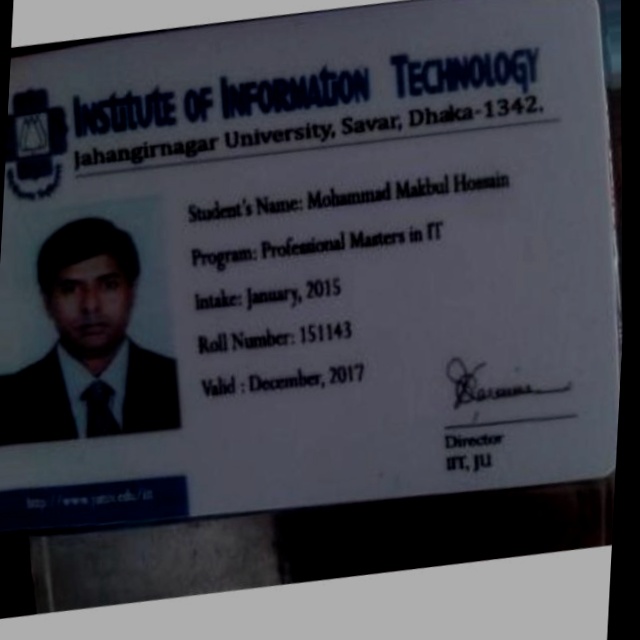 INSTITUTE OF INFORMATION TECHNOLOGY
Jahangirnagar University, Savar, Dhaka-1342.
Student's Name: Mohammad Makbul Hossain
Program: Professional Masters in IT
Intake: January, 2015
Roll Number: 151143
Valid : December, 2017
Director
IIT, JU